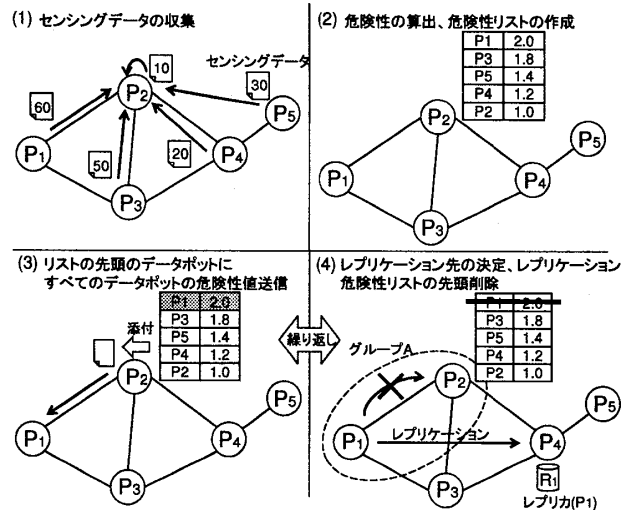 (1) センシングデータの収集
10
センシングデータ
30
60
P2
P5
P1
50
20
P4
P3
(2) 危険性の算出、危険性リストの作成
P1 2.0
P3 1.8
P5 1.4
P4 1.2
P2 1.0
P2
P5
P1
P4
P3
(3) リストの先頭のデータポットに
すべてのデータポットの危険性値送信
添付
P1 2.0
P3 1.8
P5 1.4
P4 1.2
P2 1.0
P2
P5
P1
P4
P3
繰り返し
(4) レプリケーション先の決定、レプリケーション
危険性リストの先頭削除
P1 2.0
P3 1.8
P5 1.4
P4 1.2
P2 1.0
グループA
P2
P5
P1
レプリケーション
P4
P3
R1
レプリカ(P1)